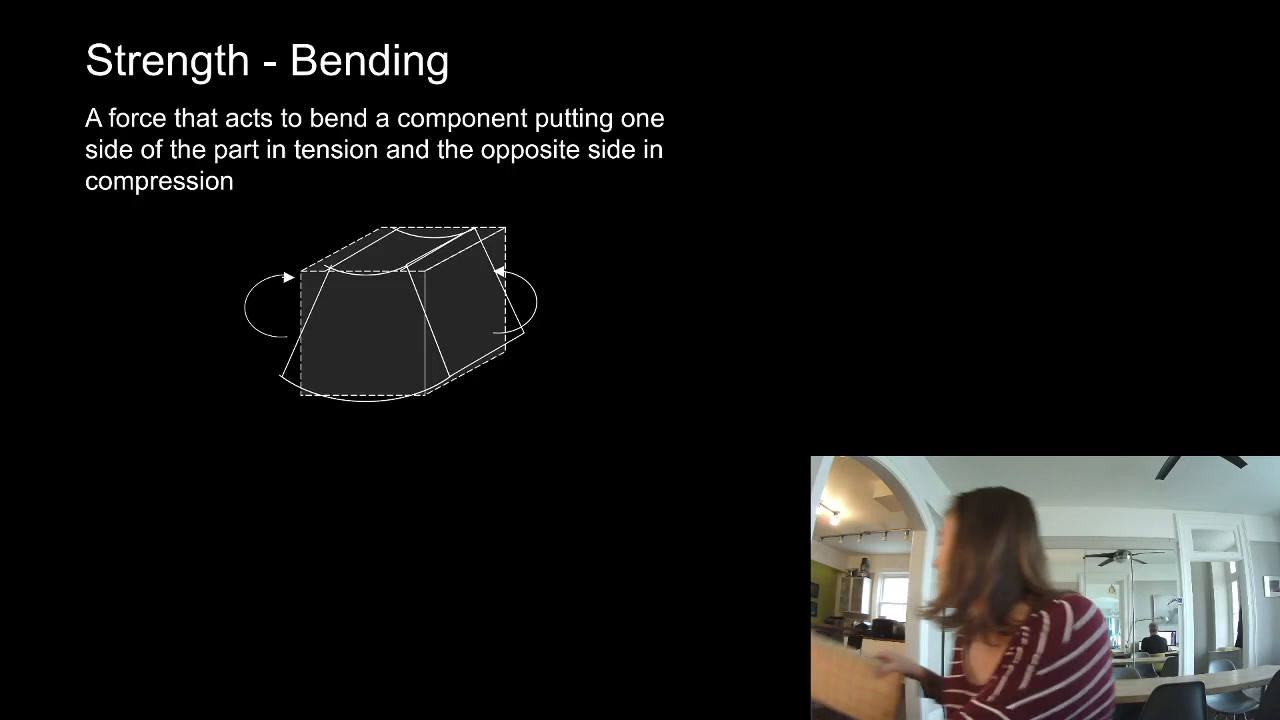 Strength - Bending
A force that acts to bend a component putting one
side of the part in tension and the opposite side in
compression